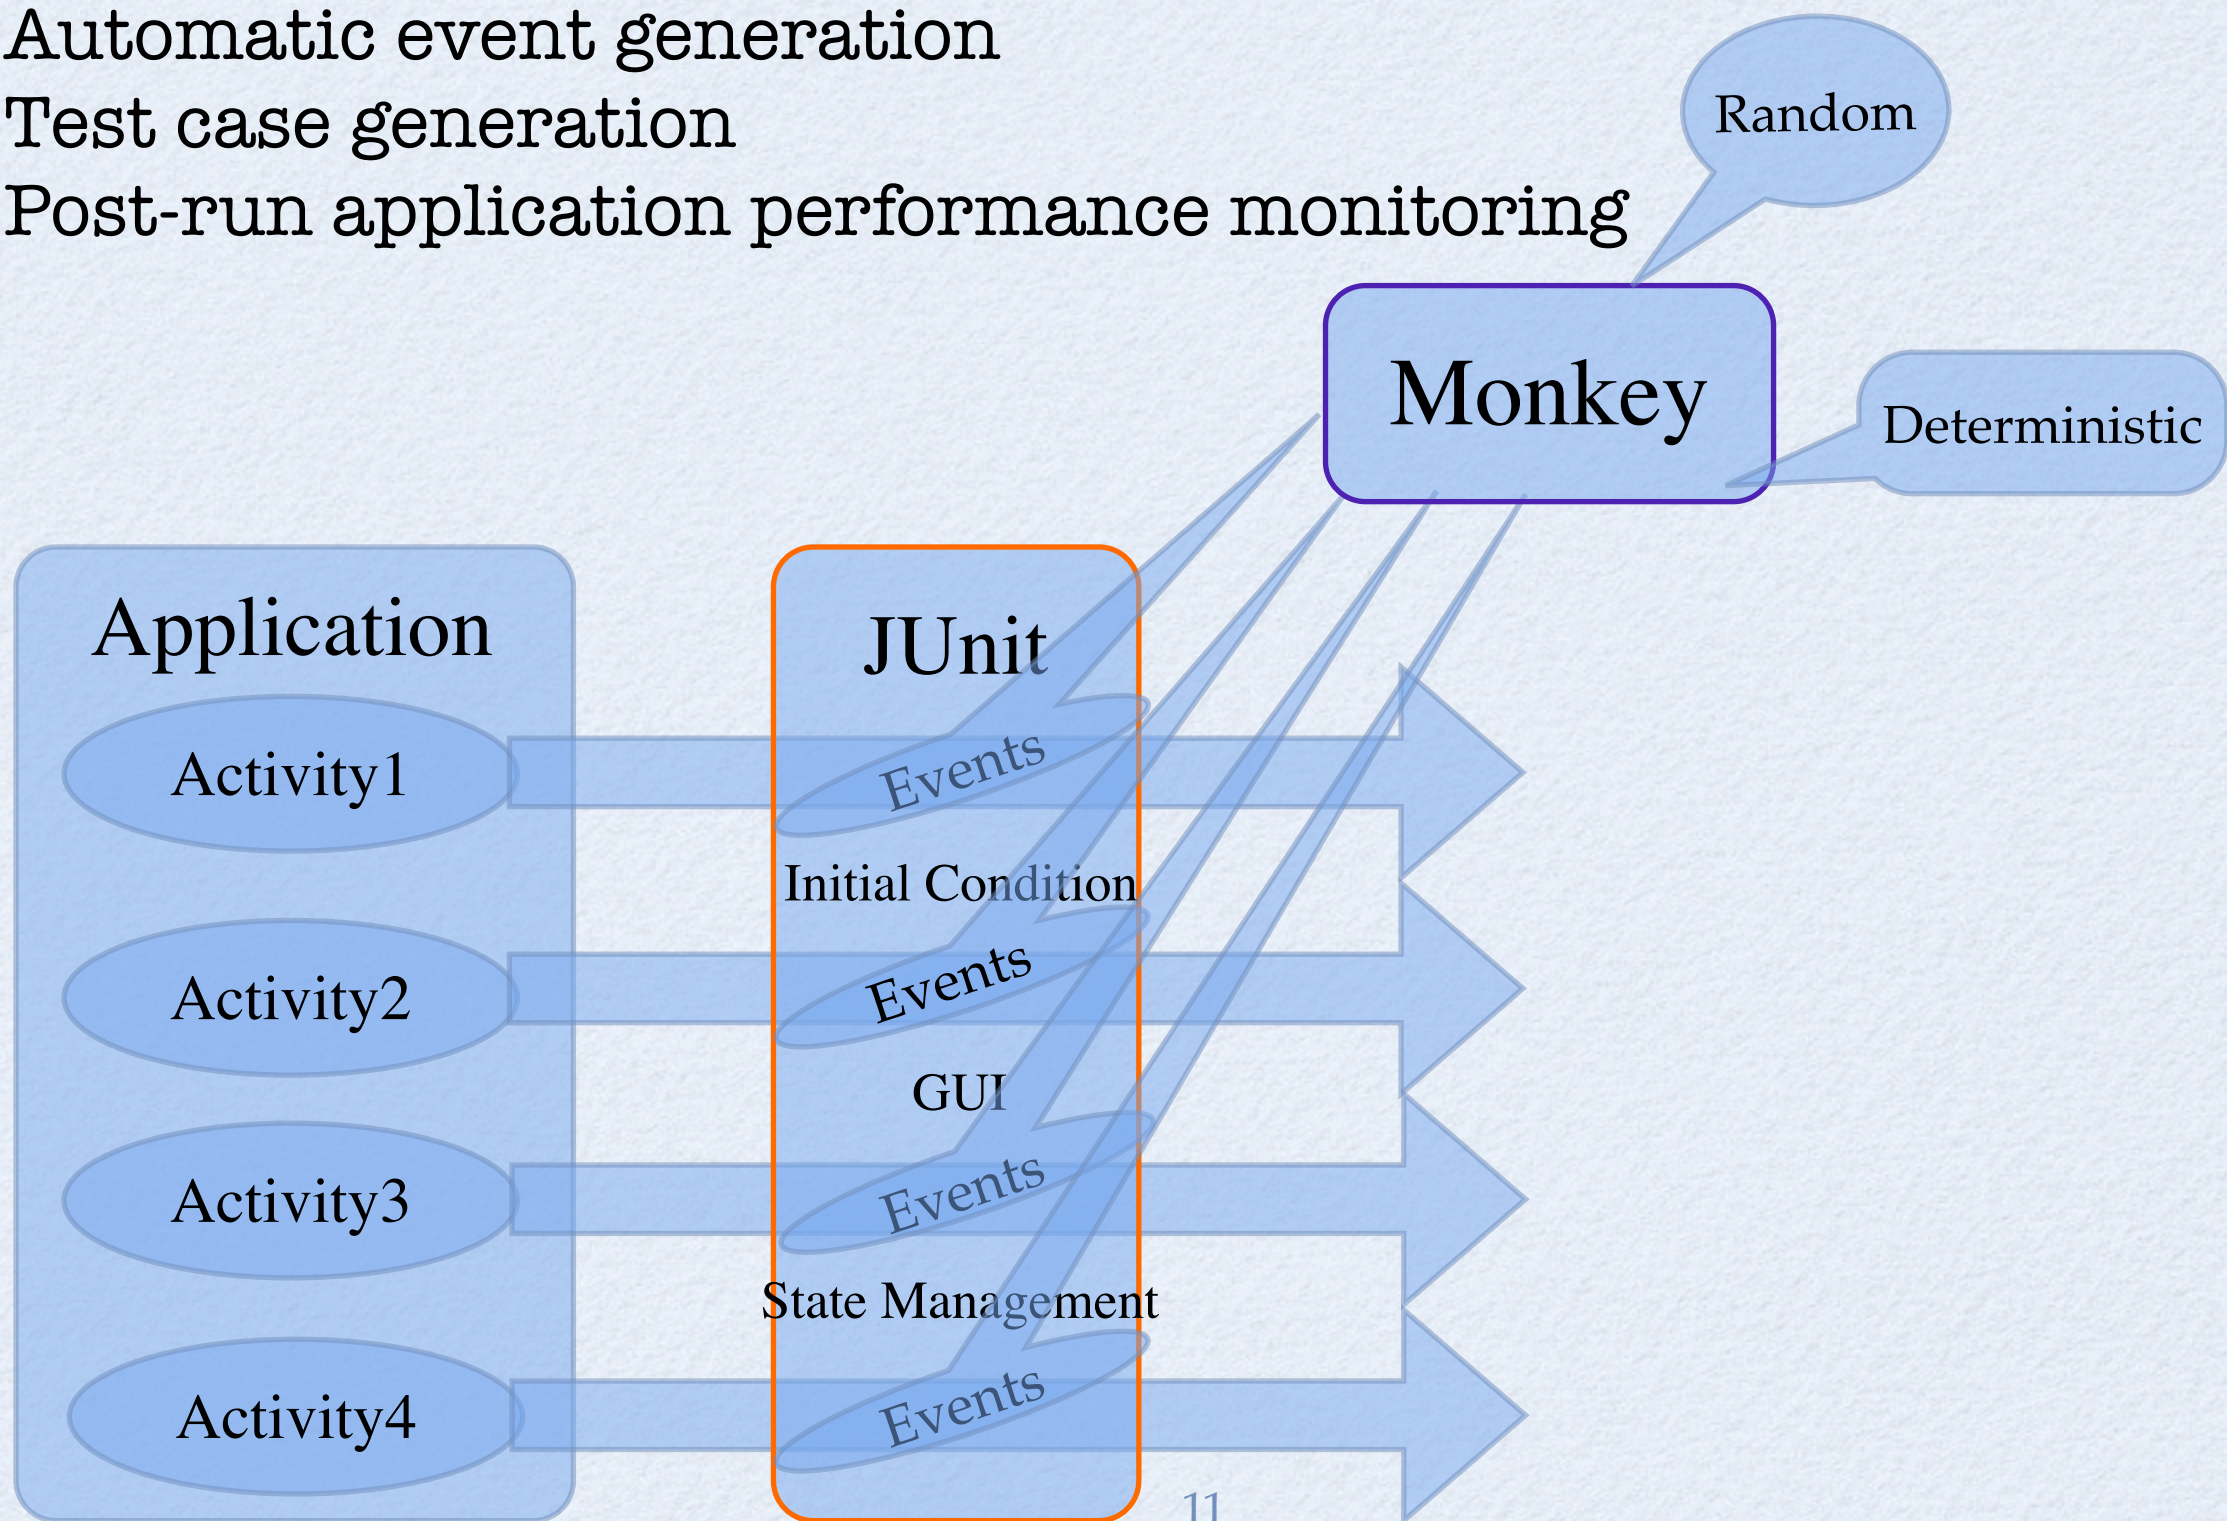 Automatic event generation
Test case generation
Post-run application performance monitoring
Random
Monkey
Deterministic
Application
JUnit
Activity1
Events
Initial Condition
Activity2
Events
GUI
Activity3
Events
State Management
Activity4
Events
11